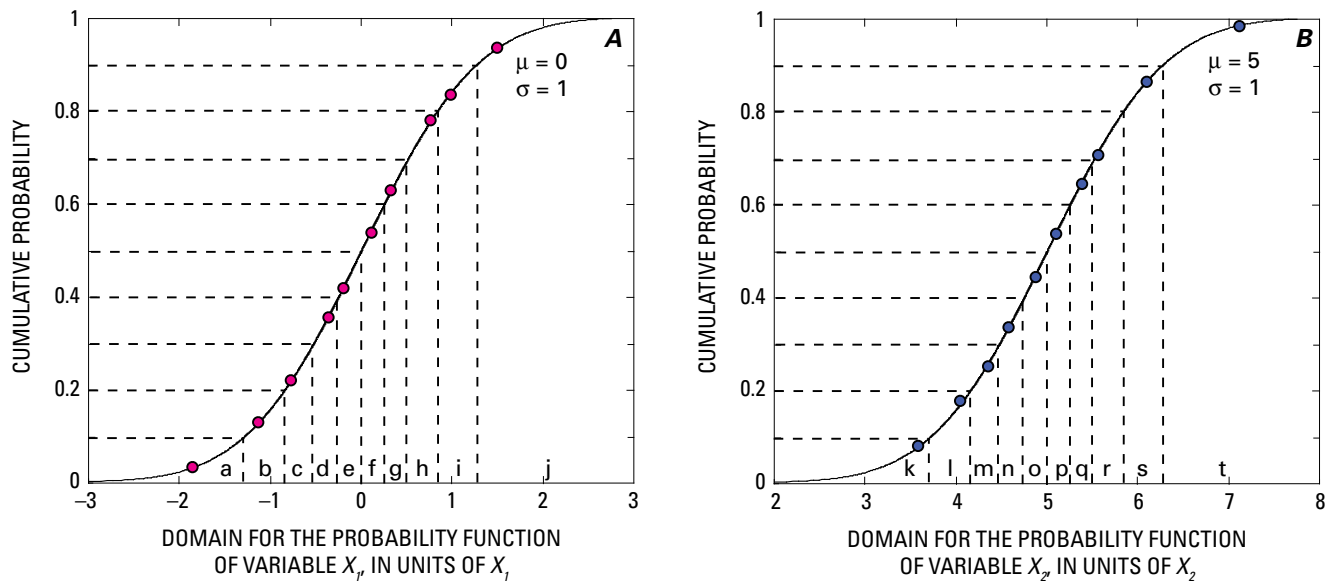 A
μ = 0
σ = 1
CUMULATIVE PROBABILITY
1
0.8
0.6
0.4
0.2
0
a b c d e f g h i j
–3 –2 –1 0 1 2 3
DOMAIN FOR THE PROBABILITY FUNCTION
OF VARIABLE X1, IN UNITS OF X1
B
μ = 5
σ = 1
CUMULATIVE PROBABILITY
1
0.8
0.6
0.4
0.2
0
k l m n o p q r s t
2 3 4 5 6 7 8
DOMAIN FOR THE PROBABILITY FUNCTION
OF VARIABLE X2, IN UNITS OF X2